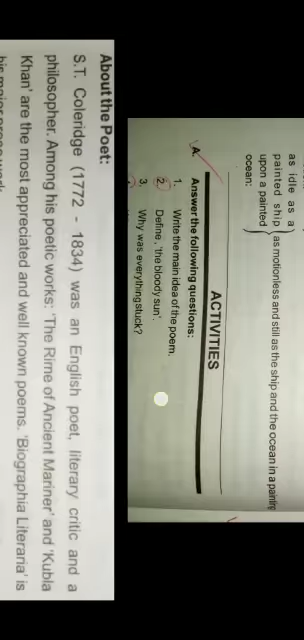 as idle as a
painted ship } as motionless and still as the ship and the ocean in a painting
upon a painted
ocean:
ACTIVITIES
A. Answer the following questions:
1. Write the main idea of the poem.
2. Define, 'the bloody sun'.
3. Why was everything stuck?
About the Poet:
S.T. Coleridge (1772 - 1834) was an English poet, literary critic and a
philosopher. Among his poetic works: 'The Rime of Ancient Mariner' and 'Kubla
Khan' are the most appreciated and well known poems. 'Biographia Literaria' is